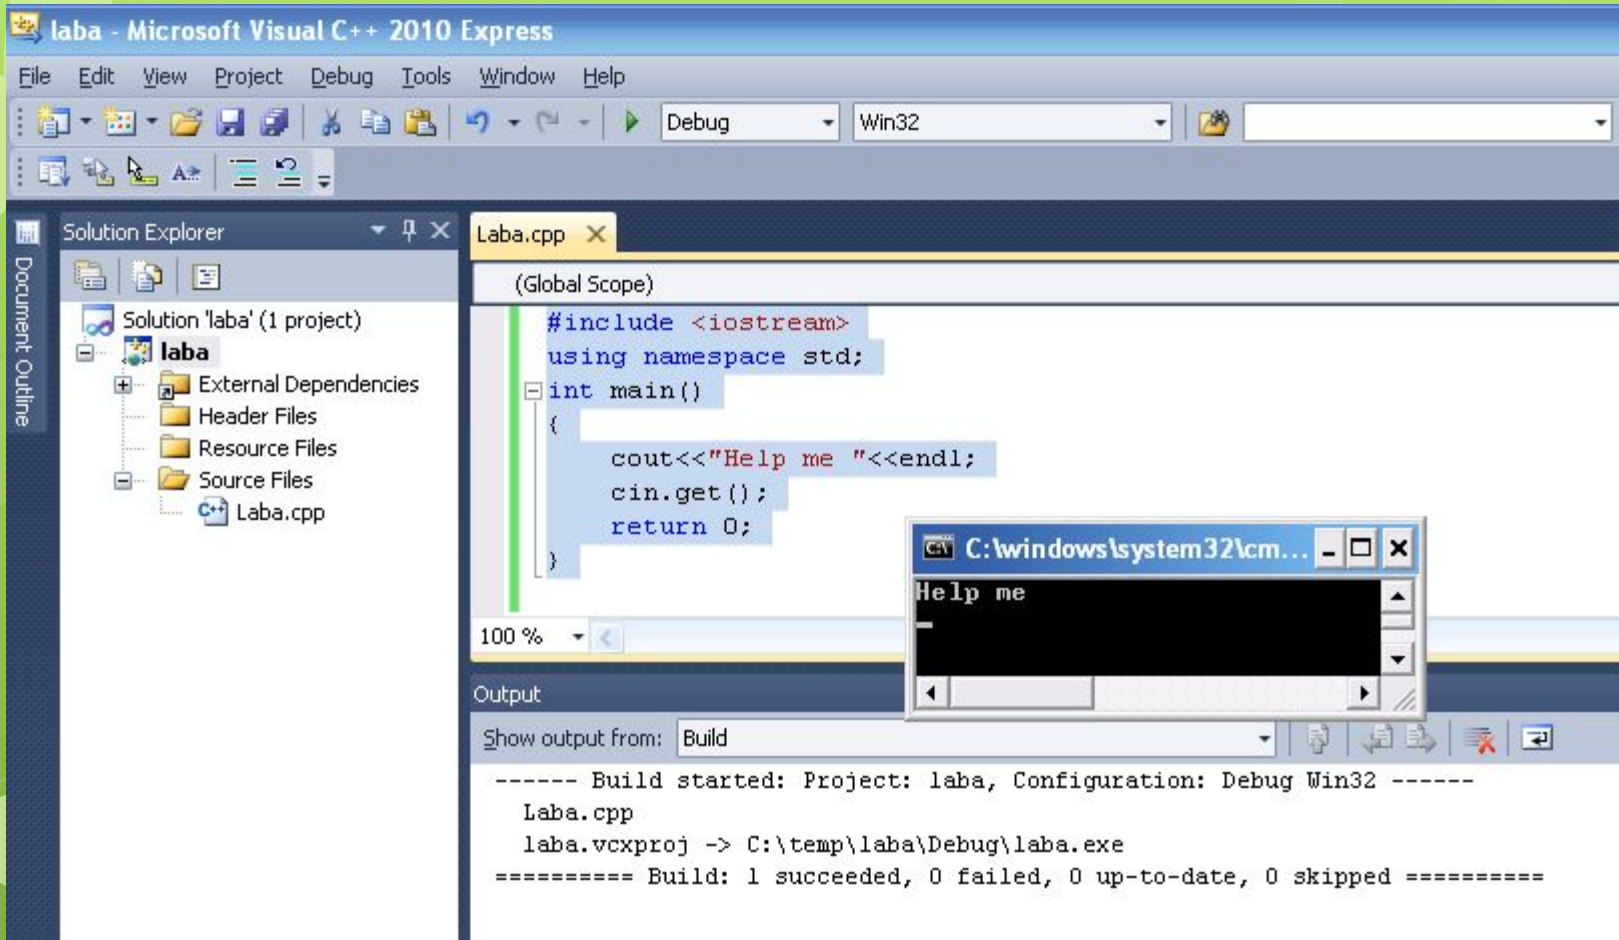 laba - Microsoft Visual C++ 2010 Express
File Edit View Project Debug Tools Window Help
Debug Win32
Document Outline
Solution Explorer
Solution 'laba' (1 project)
laba
External Dependencies
Header Files
Resource Files
Source Files
Laba.cpp
Laba.cpp
(Global Scope)
#include <iostream>
using namespace std;
int main()
{
cout<<"Help me "<<endl;
cin.get();
return 0;
}
100 %
C:\windows\system32\cm...
Help me
Output
Show output from: Build
------ Build started: Project: laba, Configuration: Debug Win32 ------
Laba.cpp
laba.vcxproj -> C:\temp\laba\Debug\laba.exe
========== Build: 1 succeeded, 0 failed, 0 up-to-date, 0 skipped ==========